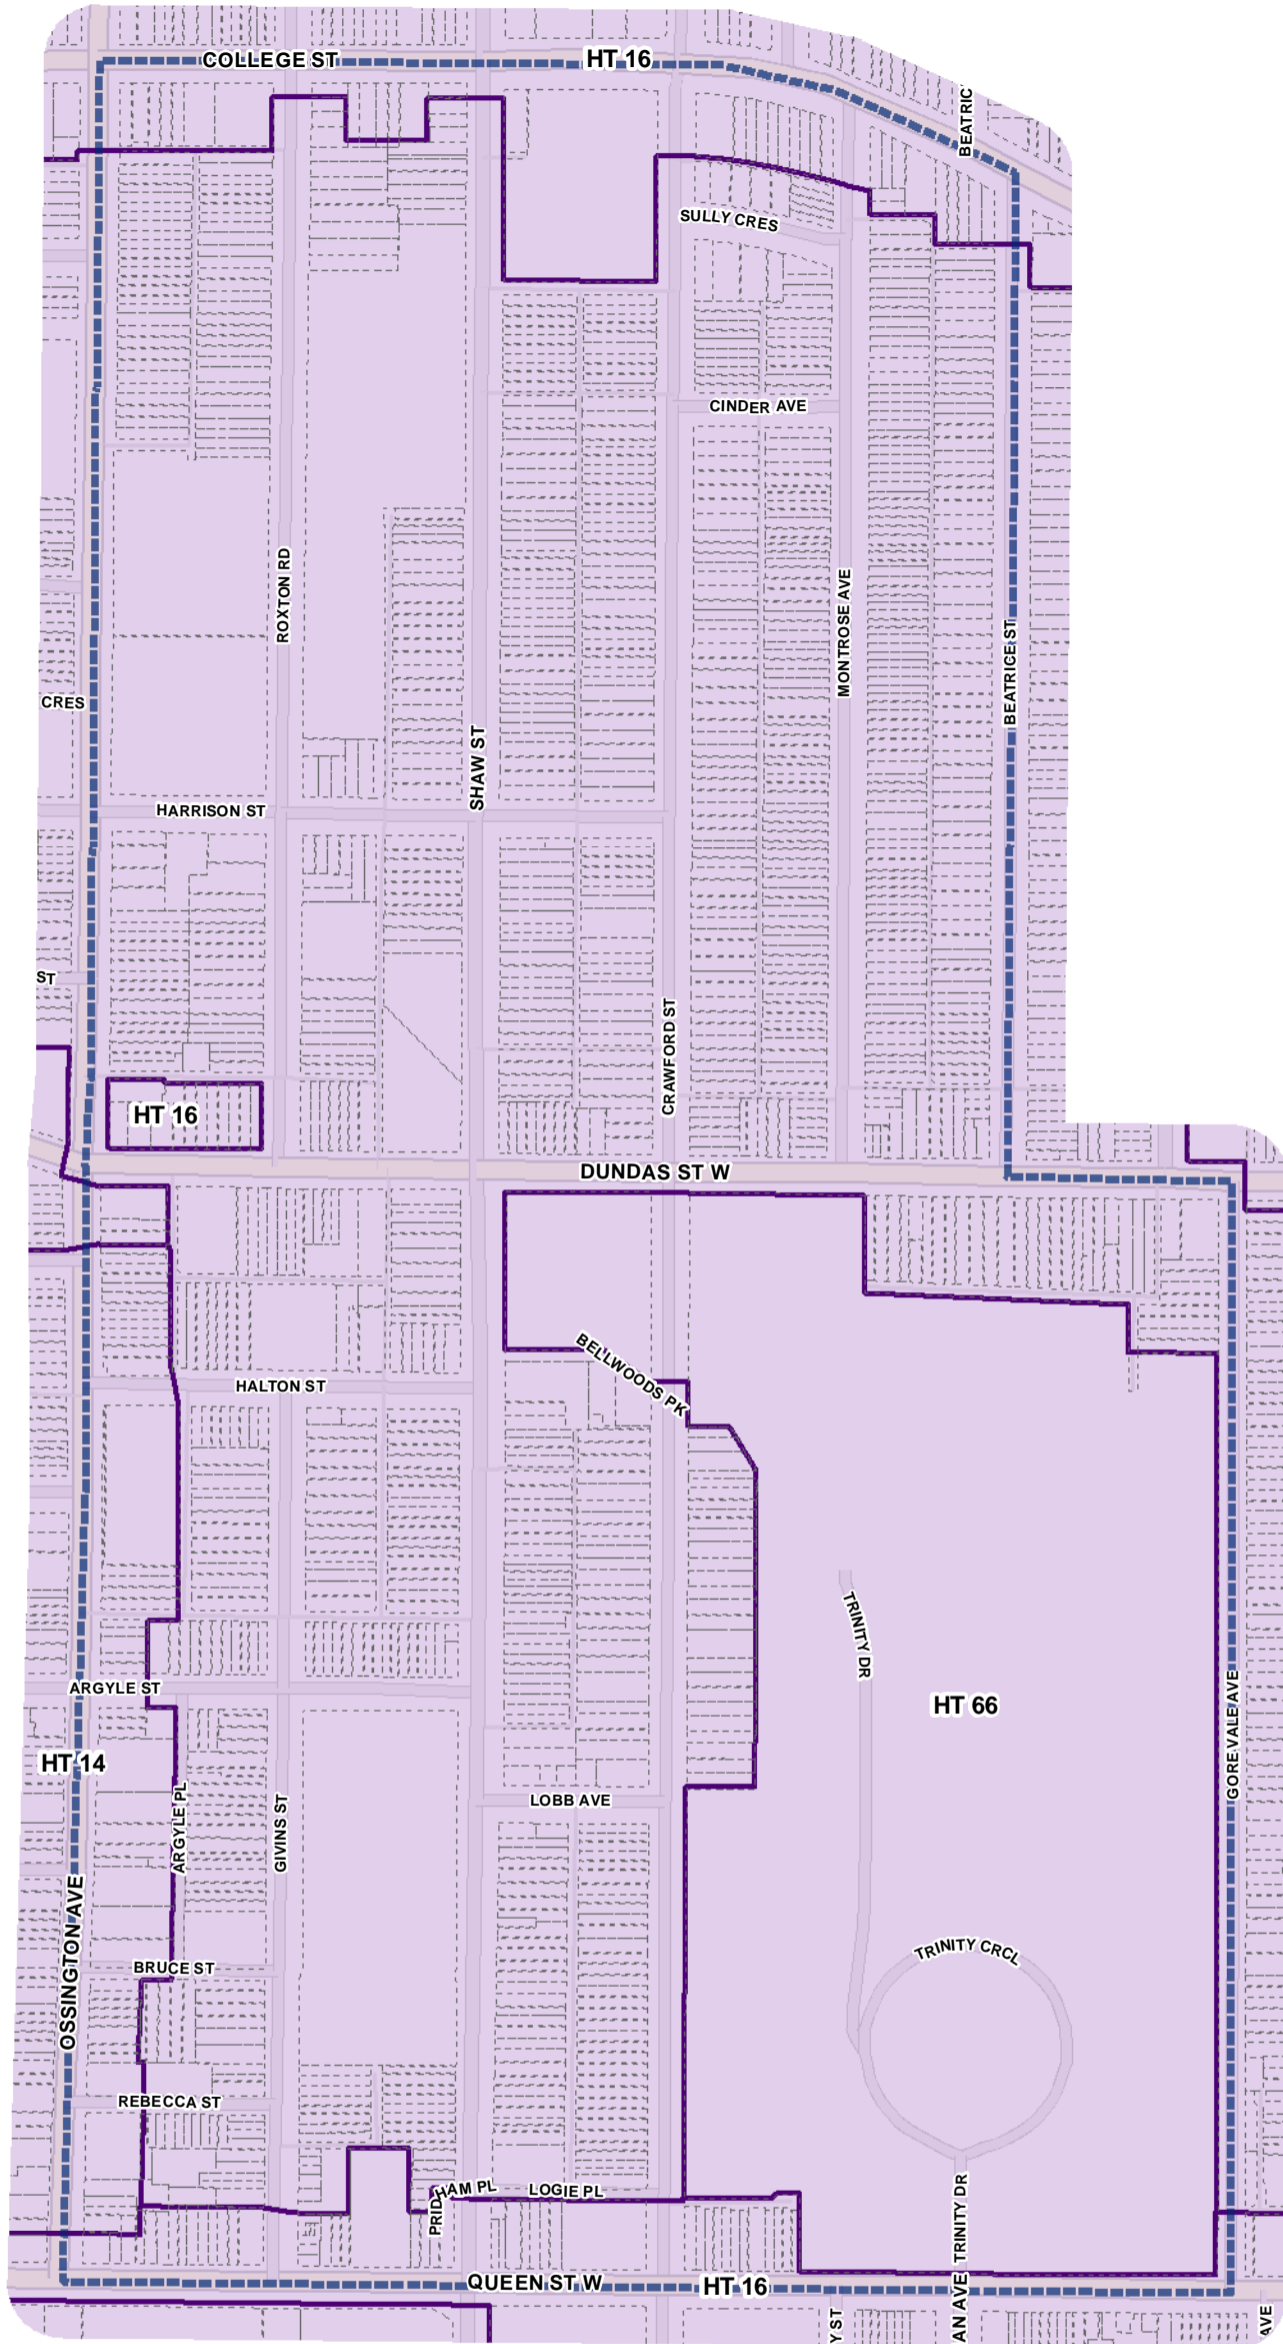 COLLEGE ST
HT 16
BEATRIC
SULLY CRES
CINDER AVE
ROXTON RD
MONTROSE AVE
BEATRICE ST
CRES
SHAW ST
HARRISON ST
ST
CRAWFORD ST
HT 16
DUNDAS ST W
BELLWOODS PK
HALTON ST
TRINITY DR
ARGYLE ST
HT 66
GOREVALE AVE
HT 14
ARGYLE PL
GIVINS ST
LOBB AVE
OSSINGTON AVE
TRINITY CRCL
BRUCE ST
REBECCA ST
PRIDHAM PL
LOGIE PL
TRINITY DR
QUEEN ST W
HT 16
Y ST
AN AVE
AVE